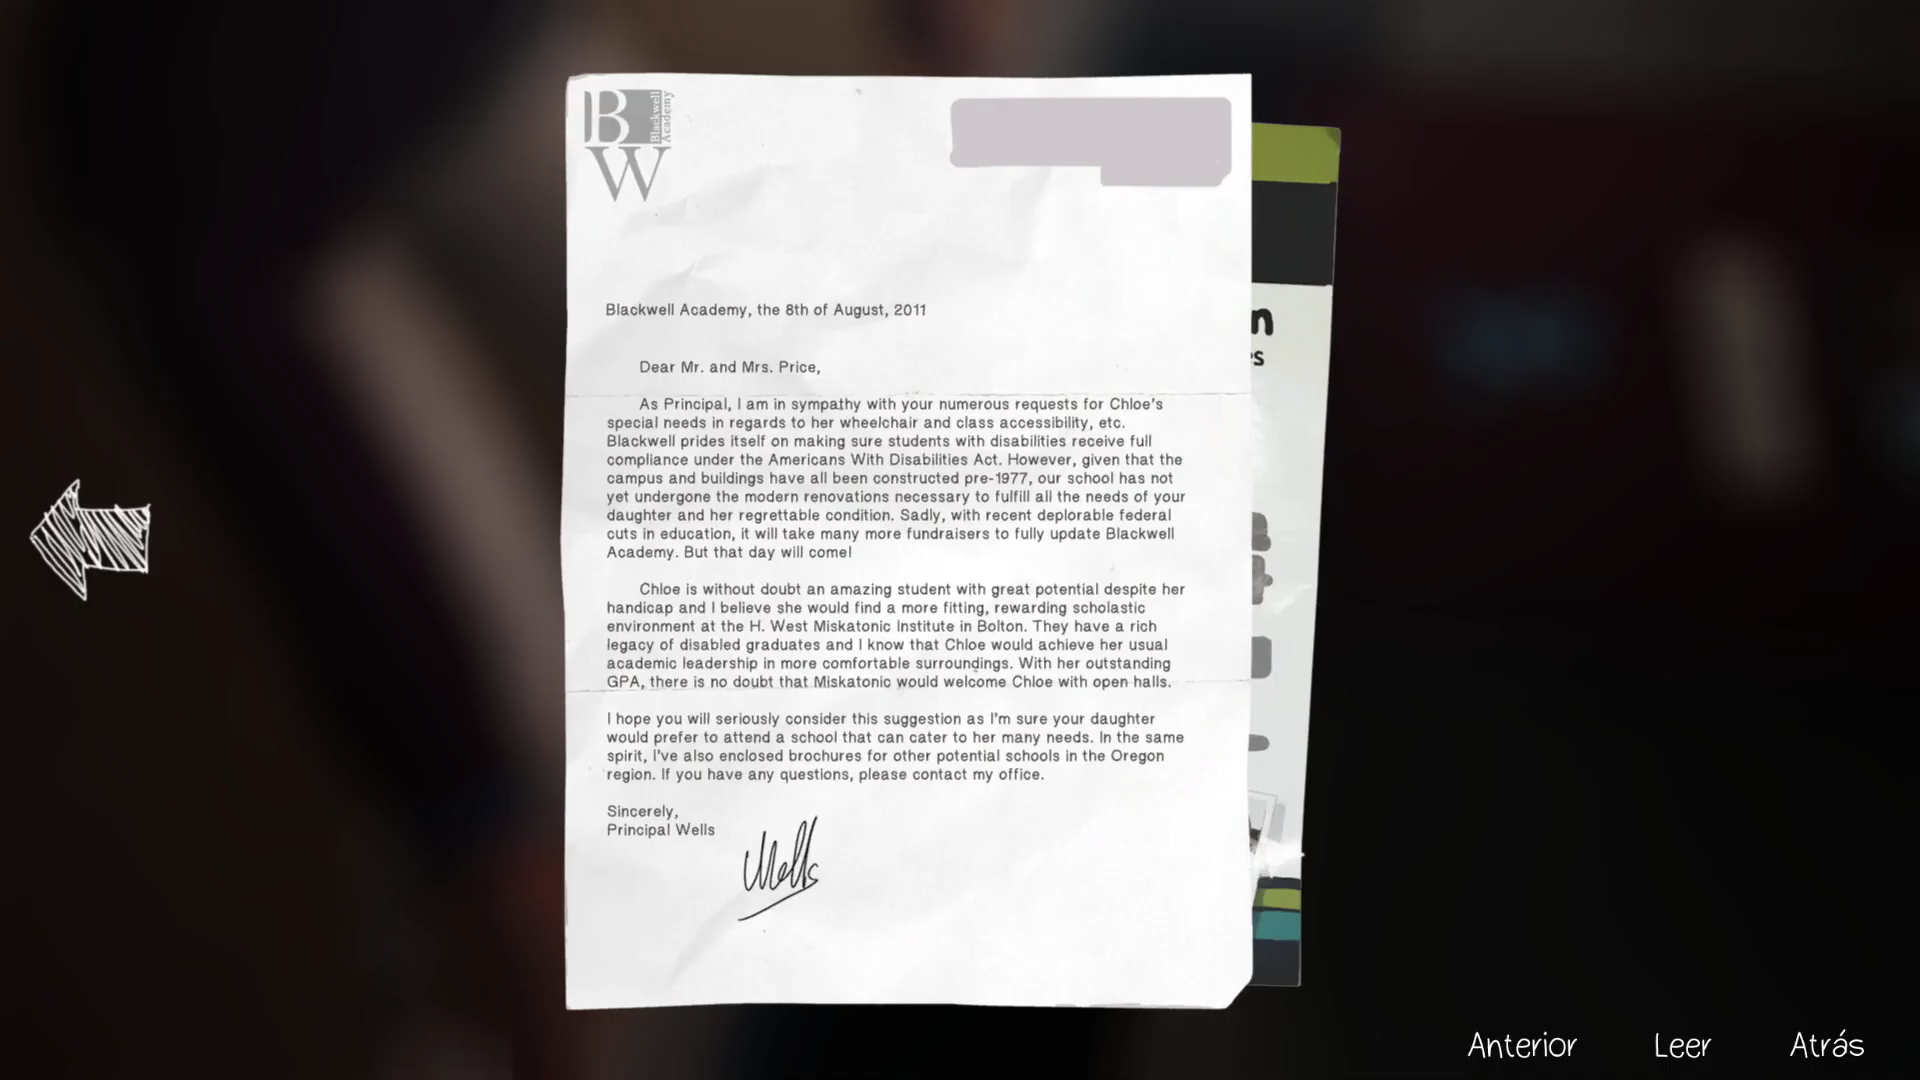 B
Blackwell
Academy
W
Blackwell Academy, the 8th of August, 2011
Dear Mr. and Mrs. Price,
As Principal, I am in sympathy with your numerous requests for Chloe's
special needs in regards to her wheelchair and class accessibility, etc.
Blackwell prides itself on making sure students with disabilities receive full
compliance under the Americans With Disabilities Act. However, given that the
campus and buildings have all been constructed pre-1977, our school has not
yet undergone the modern renovations necessary to fulfill all the needs of your
daughter and her regrettable condition. Sadly, with recent deplorable federal
cuts in education, it will take many more fundraisers to fully update Blackwell
Academy. But that day will come!
Chloe is without doubt an amazing student with great potential despite her
handicap and I believe she would find a more fitting, rewarding scholastic
environment at the H. West Miskatonic Institute in Bolton. They have a rich
legacy of disabled graduates and I know that Chloe would achieve her usual
academic leadership in more comfortable surroundings. With her outstanding
GPA, there is no doubt that Miskatonic would welcome Chloe with open halls.
I hope you will seriously consider this suggestion as I'm sure your daughter
would prefer to attend a school that can cater to her many needs. In the same
spirit, I've also enclosed brochures for other potential schools in the Oregon
region. If you have any questions, please contact my office.
Sincerely,
Principal Wells
Wells
n
es
Anterior Leer Atrás